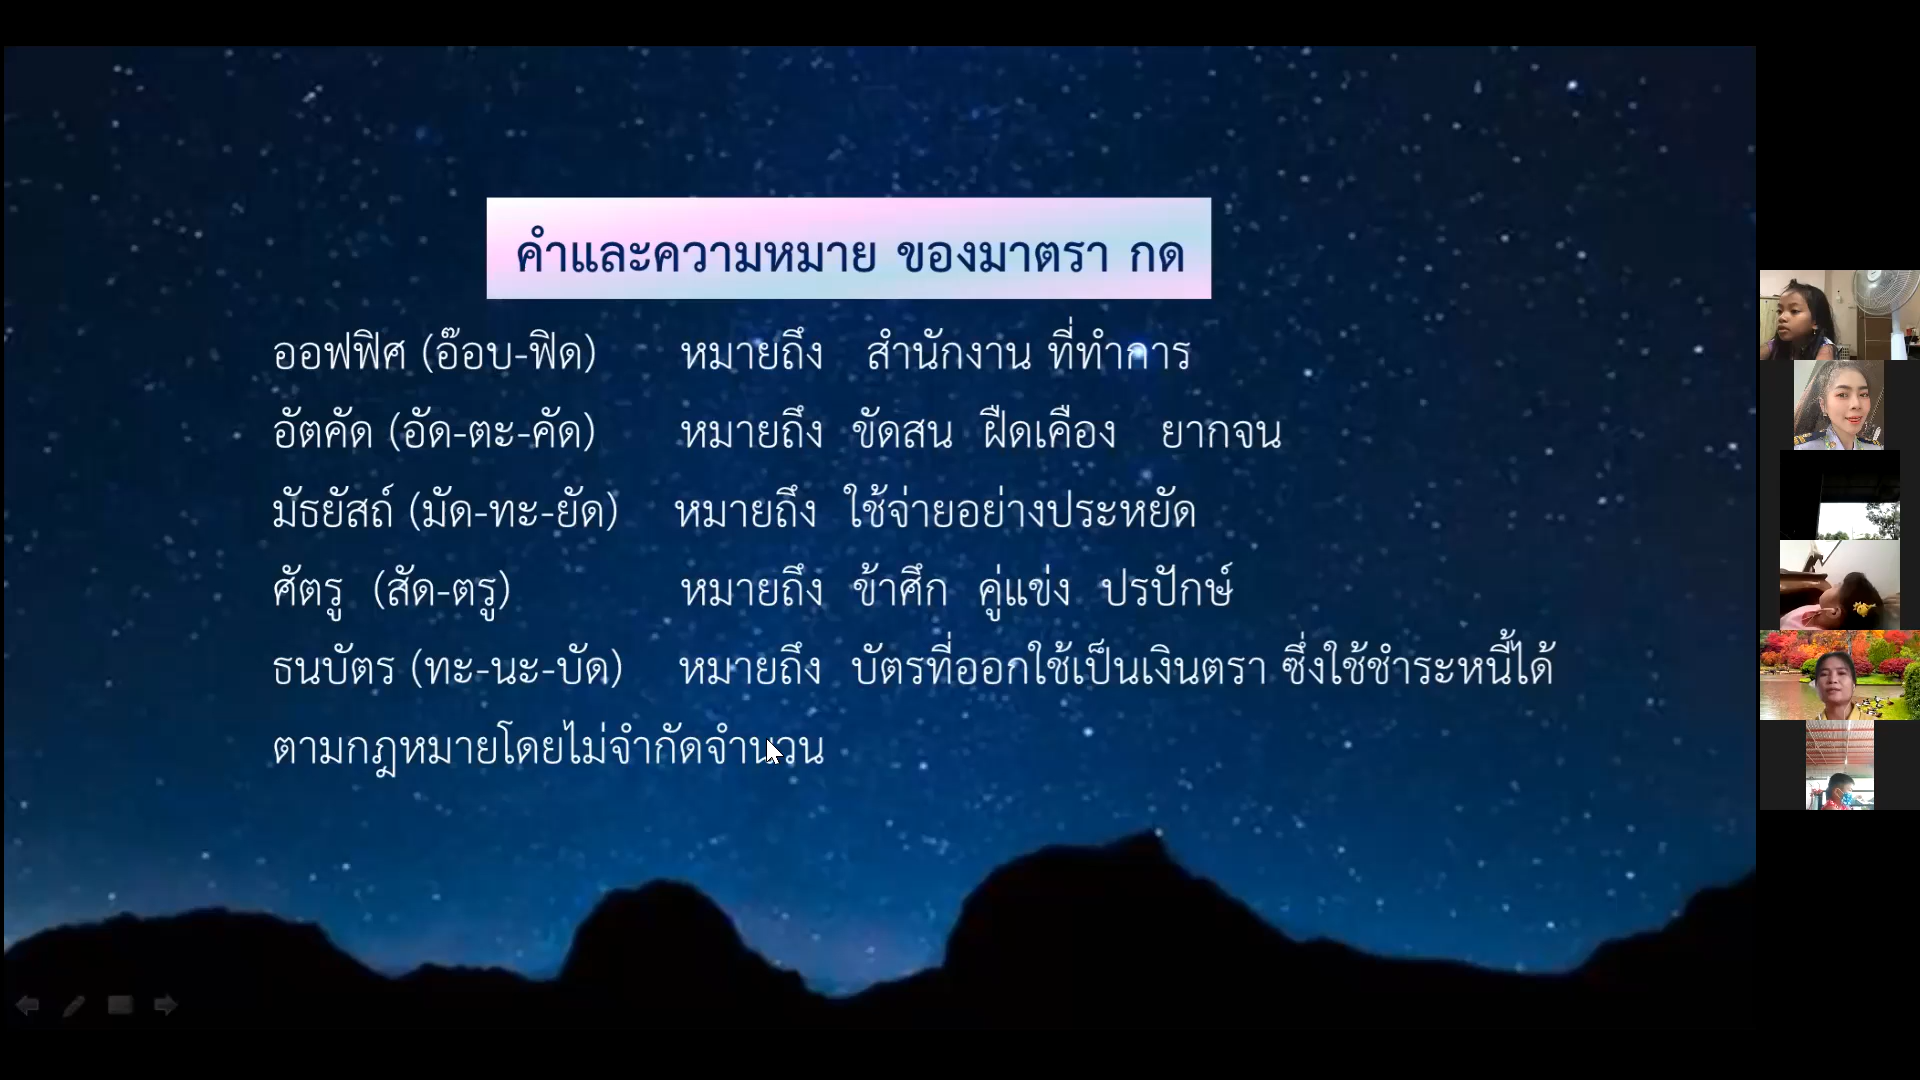 คำและความหมาย ของมาตรา กด
ออฟฟิศ (อ๊อบ-ฟิด) หมายถึง สำนักงาน ที่ทำการ
อัตคัด (อัด-ตะ-คัด) หมายถึง ขัดสน ฝืดเคือง ยากจน
มัธยัสถ์ (มัด-ทะ-ยัด) หมายถึง ใช้จ่ายอย่างประหยัด
ศัตรู (สัด-ตรู) หมายถึง ข้าศึก คู่แข่ง ปรปักษ์
ธนบัตร (ทะ-นะ-บัด) หมายถึง บัตรที่ออกใช้เป็นเงินตรา ซึ่งใช้ชำระหนี้ได้
ตามกฎหมายโดยไม่จำกัดจำนวน